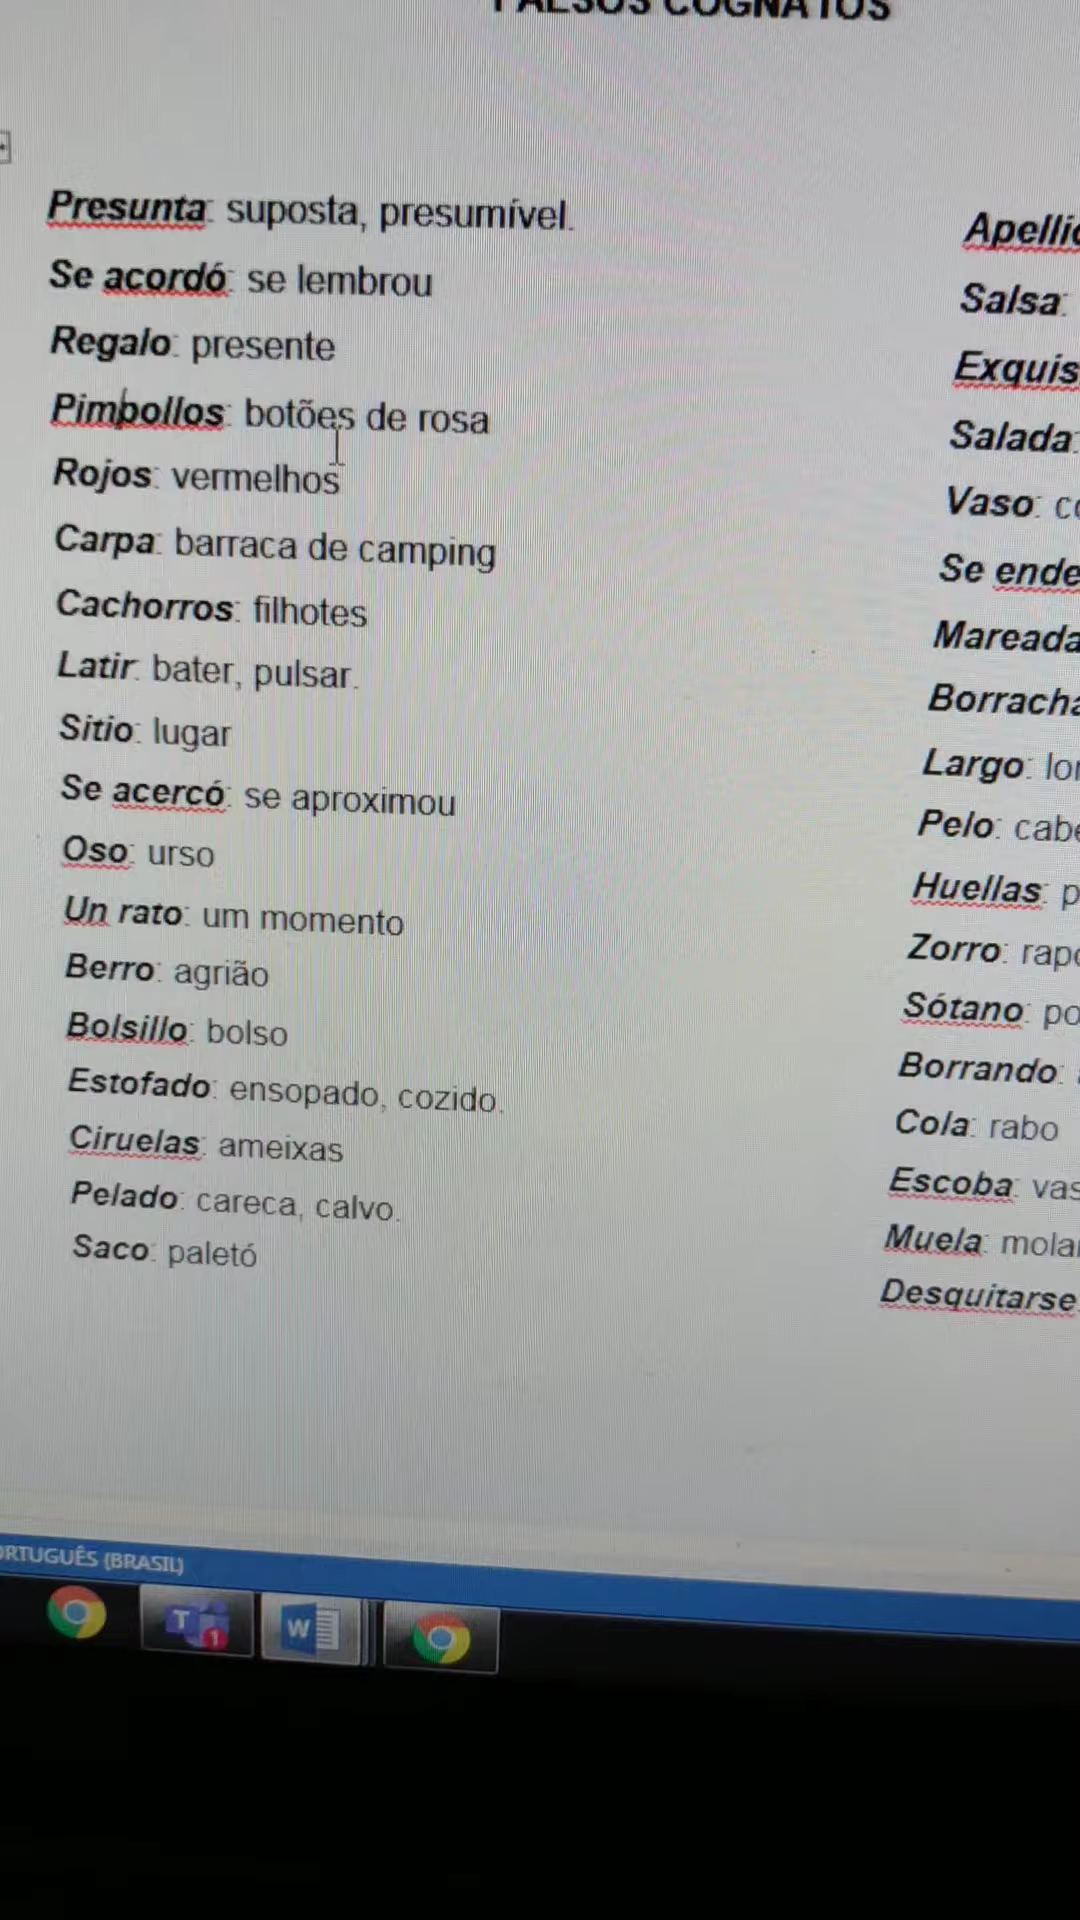 FALSOS COGNATOS
Presunta: suposta, presumível.
Se acordó: se lembrou
Regalo: presente
Pimpollos: botões de rosa
Rojos: vermelhos
Carpa: barraca de camping
Cachorros: filhotes
Latir: bater, pulsar.
Sitio: lugar
Se acercó: se aproximou
Oso: urso
Un rato: um momento
Berro: agrião
Bolsillo: bolso
Estofado: ensopado, cozido.
Ciruelas: ameixas
Pelado: careca, calvo.
Saco: paletó
Salsa:
Salada:
Vaso:
Se
Mareada
Largo:
Pelo:
Huellas:
Zorro:
Sótano:
Borrando:
Cola: rabo
Escoba:
Muela:
Desquitarse
(BRASIL)
T 1
W